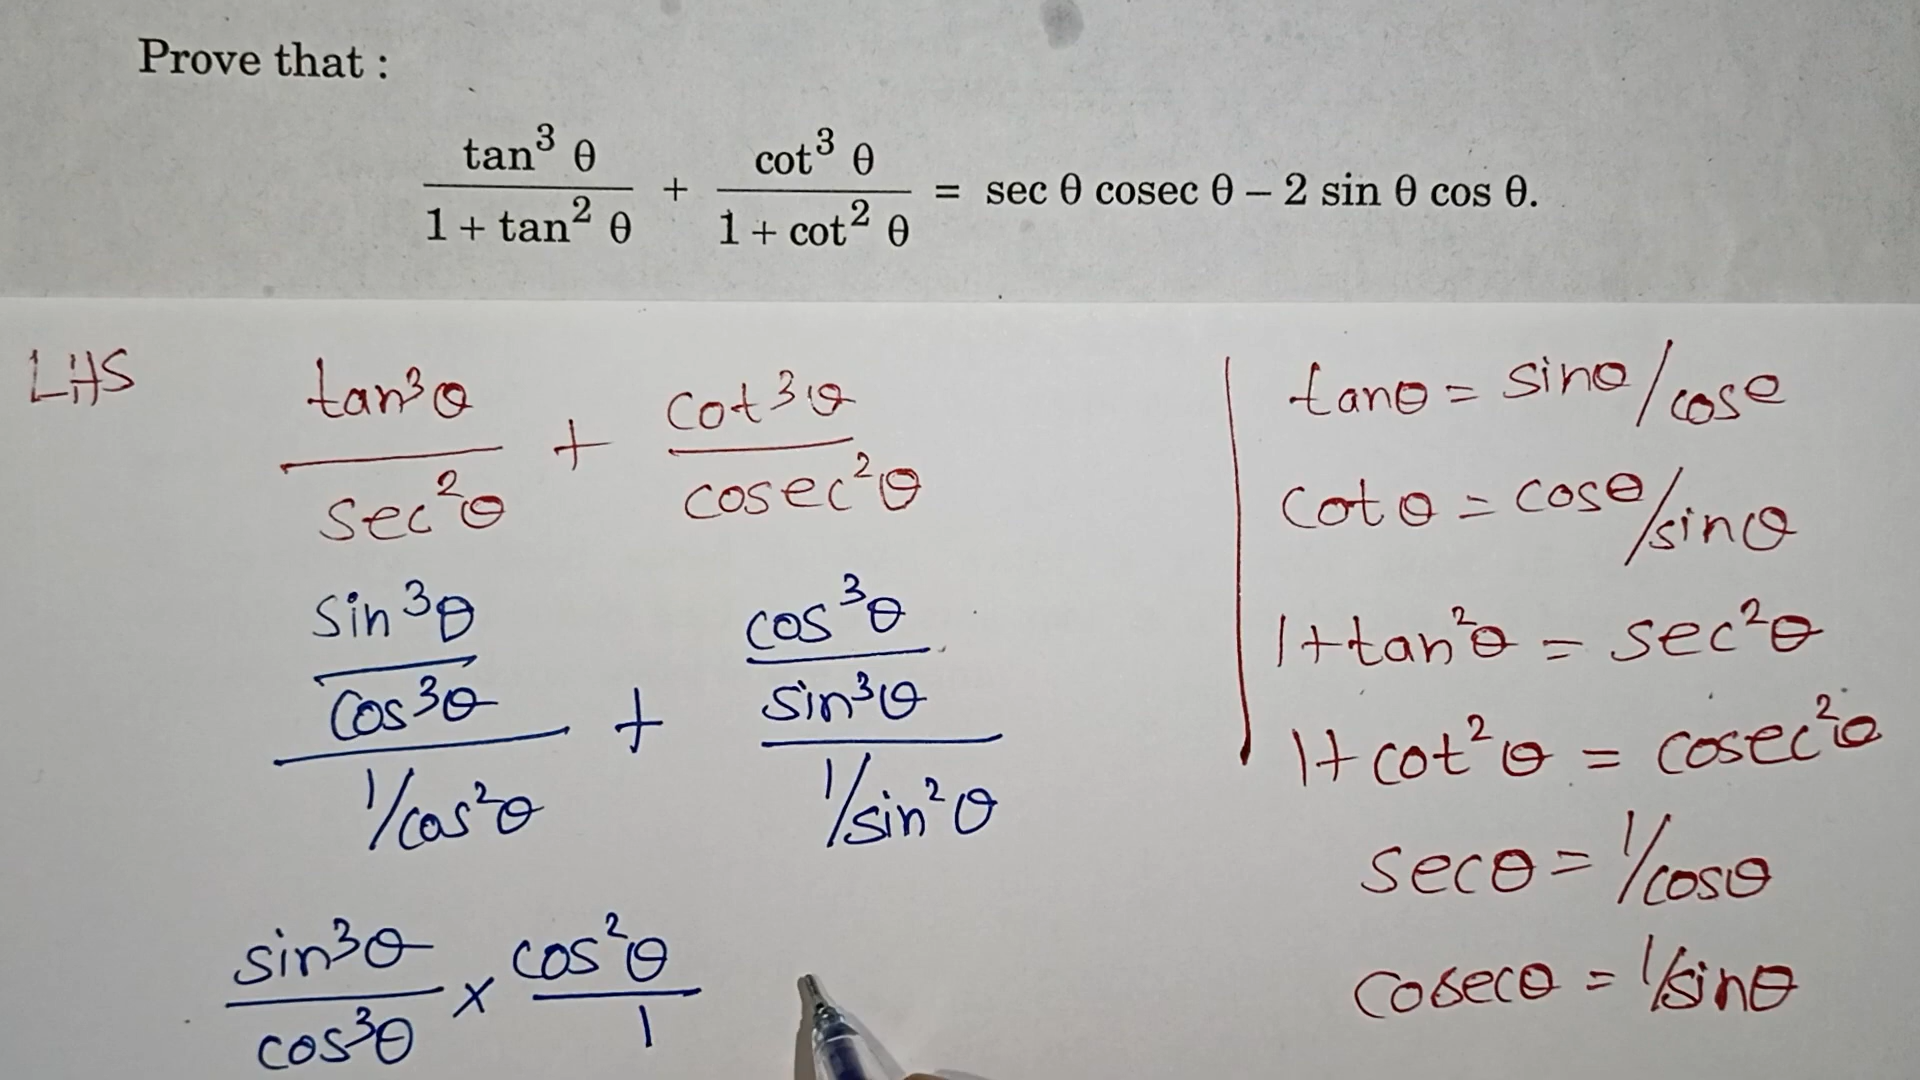 Prove that :
tan³ θ / 1 + tan² θ + cot³ θ / 1 + cot² θ = sec θ cosec θ – 2 sin θ cos θ.
LHS tan³θ / sec²θ + cot³θ / cosec²θ
sin³θ / cos³θ / 1/cos²θ + cos³θ / sin³θ / 1/sin²θ
sin³θ / cos³θ × cos²θ / 1
tanθ = sinθ/cosθ
cotθ = cosθ/sinθ
1+tan²θ = sec²θ
1+cot²θ = cosec²θ
secθ = 1/cosθ
cosecθ = 1/sinθ